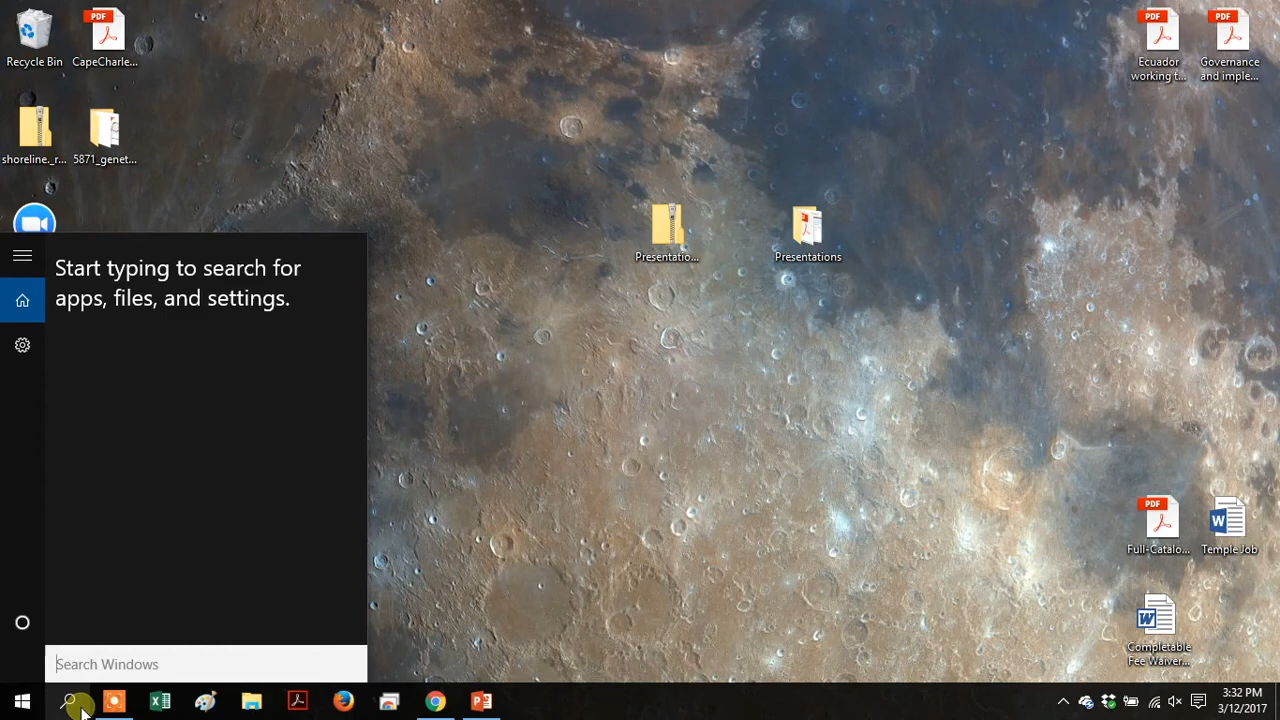 Recycle Bin
CapeCharle...
shoreline._r...
5871_genet...
Presentatio...
Presentations
PDF
Ecuador
working t...
PDF
Governance
and imple...
PDF
Full-Catalo...
Temple Job
Completable
Fee Waiver...
PDF
Start typing to search for
apps, files, and settings.
Search Windows
3:32 PM
3/12/2017